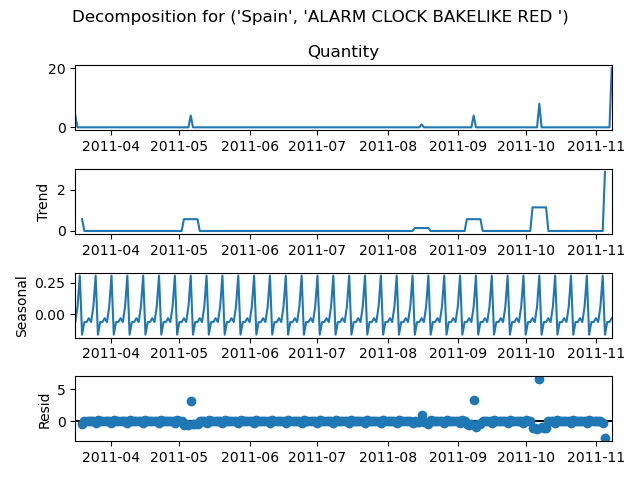 Decomposition for ('Spain', 'ALARM CLOCK BAKELIKE RED ')
Quantity
20
0
2011-04 2011-05 2011-06 2011-07 2011-08 2011-09 2011-10 2011-11
Trend
2
0
2011-04 2011-05 2011-06 2011-07 2011-08 2011-09 2011-10 2011-11
Seasonal
0.25
0.00
2011-04 2011-05 2011-06 2011-07 2011-08 2011-09 2011-10 2011-11
Resid
5
0
2011-04 2011-05 2011-06 2011-07 2011-08 2011-09 2011-10 2011-11